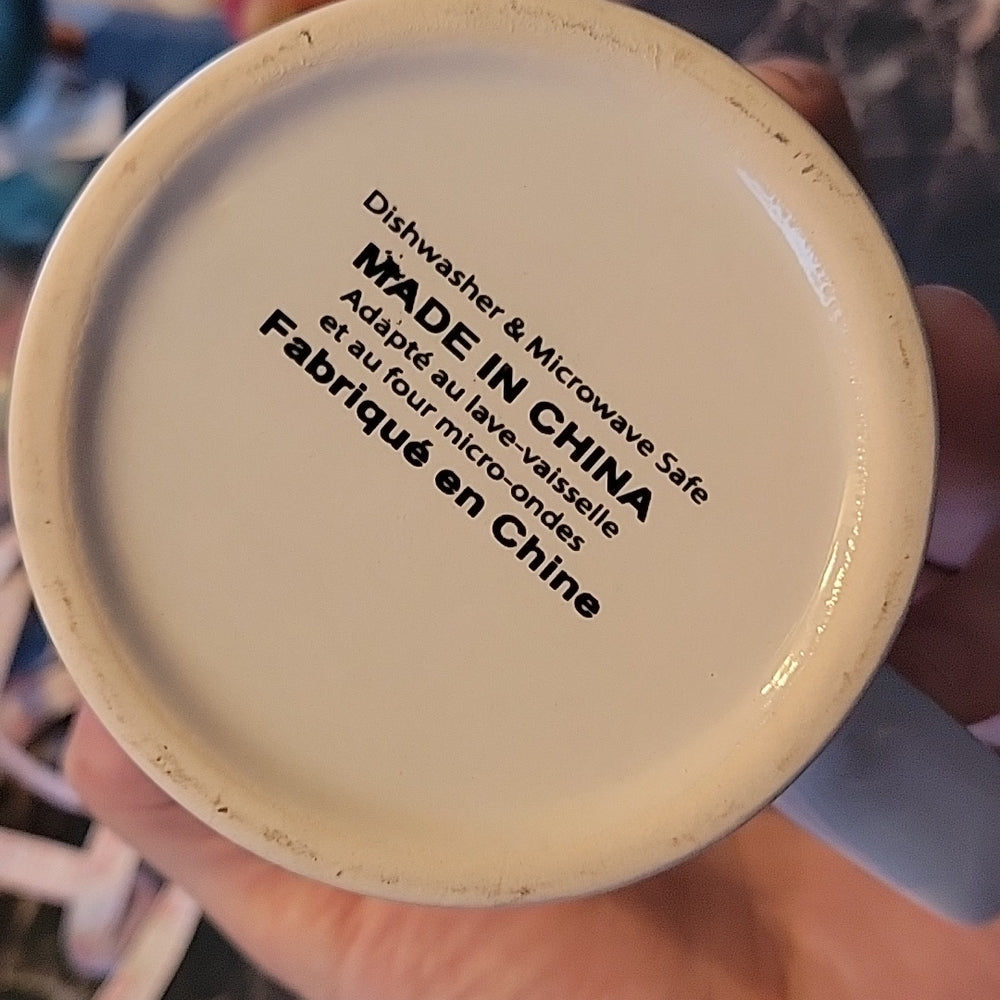 Dishwasher & Microwave Safe
MADE IN CHINA
Adapté au lave-vaisselle
et au four micro-ondes
Fabriqué en Chine